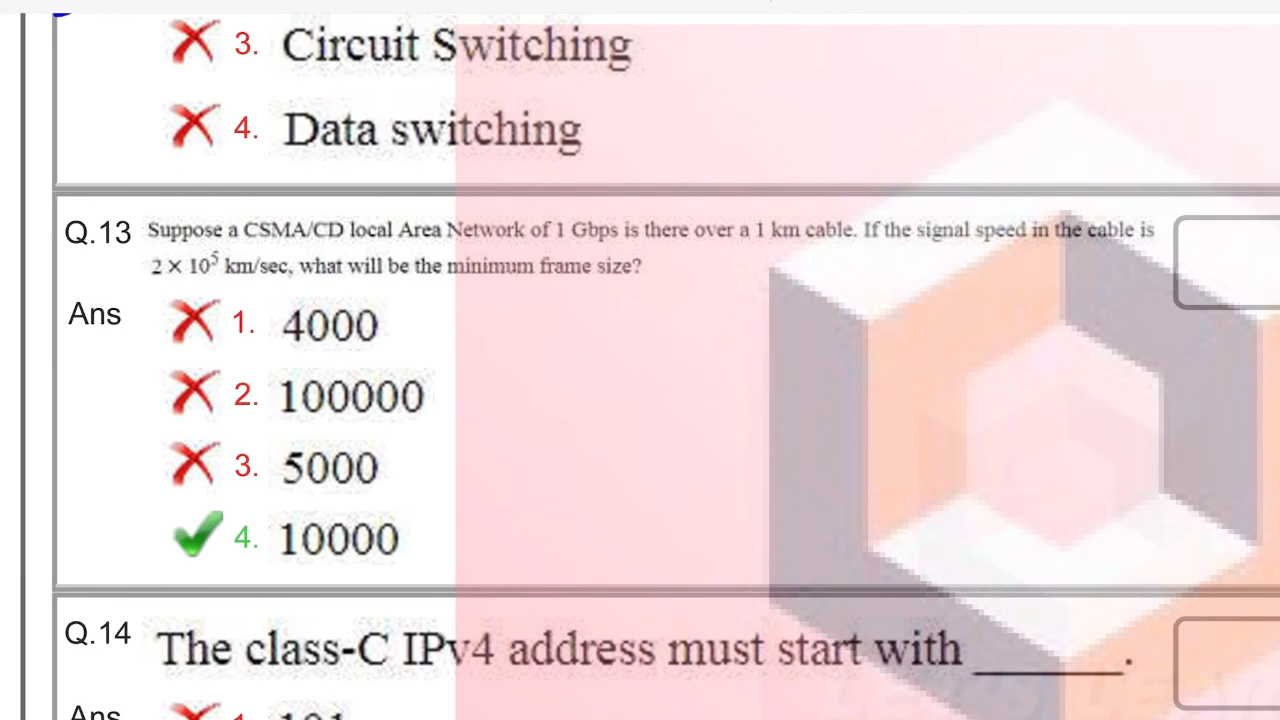 3. Circuit Switching
4. Data switching
Q.13 Suppose a CSMA/CD local Area Network of 1 Gbps is there over a 1 km cable. If the signal speed in the cable is
2 × 10⁵ km/sec, what will be the minimum frame size?
Ans 1. 4000
2. 100000
3. 5000
4. 10000
Q.14 The class-C IPv4 address must start with ______.
Ans 1. 101